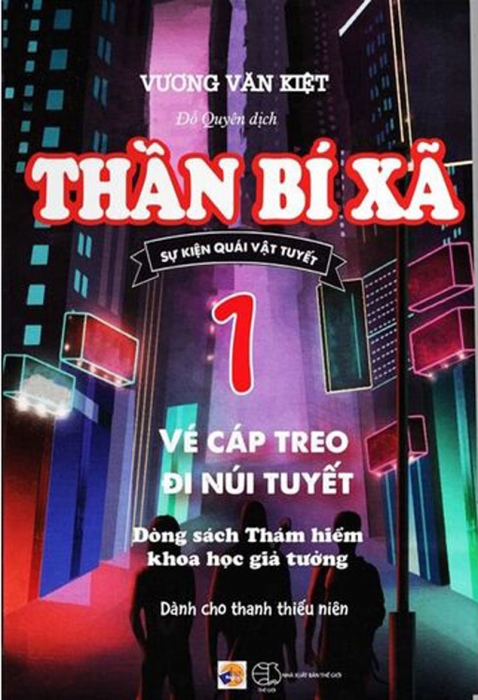 VƯƠNG VĂN KIỆT
Đỗ Quyên dịch
THẦN BÍ XÃ
SỰ KIỆN QUÁI VẬT TUYẾT
1
VÉ CÁP TREO
ĐI NÚI TUYẾT
Dòng sách Thám hiểm
khoa học giả tưởng
Dành cho thanh thiếu niên
THẾ GIỚI
NHÀ XUẤT BẢN THẾ GIỚI